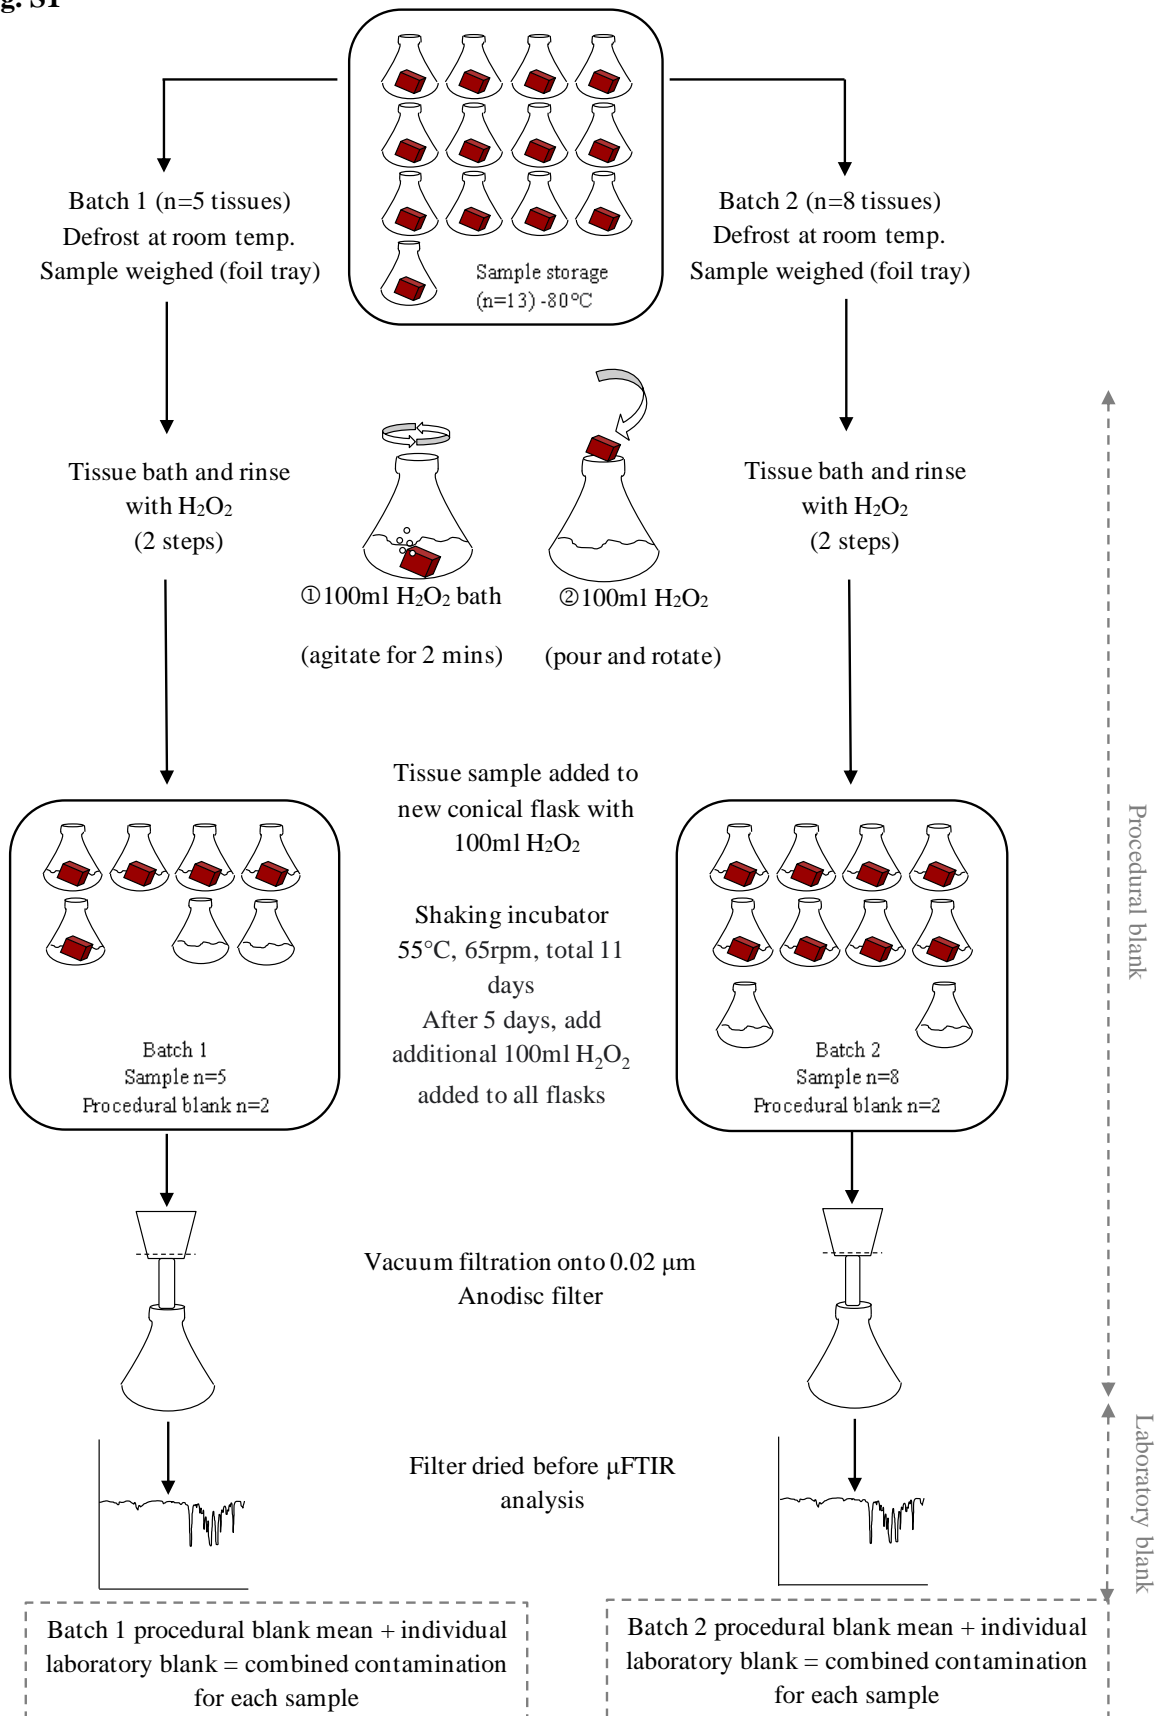 g. S1
Sample storage
(n=13) -80°C
Batch 1 (n=5 tissues)
Defrost at room temp.
Sample weighed (foil tray)
Batch 2 (n=8 tissues)
Defrost at room temp.
Sample weighed (foil tray)
Tissue bath and rinse
with H₂O₂
(2 steps)
①100ml H₂O₂ bath
(agitate for 2 mins)
②100ml H₂O₂
(pour and rotate)
Tissue bath and rinse
with H₂O₂
(2 steps)
Tissue sample added to
new conical flask with
100ml H₂O₂
Shaking incubator
55°C, 65rpm, total 11
days
After 5 days, add
additional 100ml H₂O₂
added to all flasks
Batch 1
Sample n=5
Procedural blank n=2
Batch 2
Sample n=8
Procedural blank n=2
Procedural blank
Vacuum filtration onto 0.02 μm
Anodisc filter
Filter dried before μFTIR
analysis
Laboratory blank
Batch 1 procedural blank mean + individual
laboratory blank = combined contamination
for each sample
Batch 2 procedural blank mean + individual
laboratory blank = combined contamination
for each sample